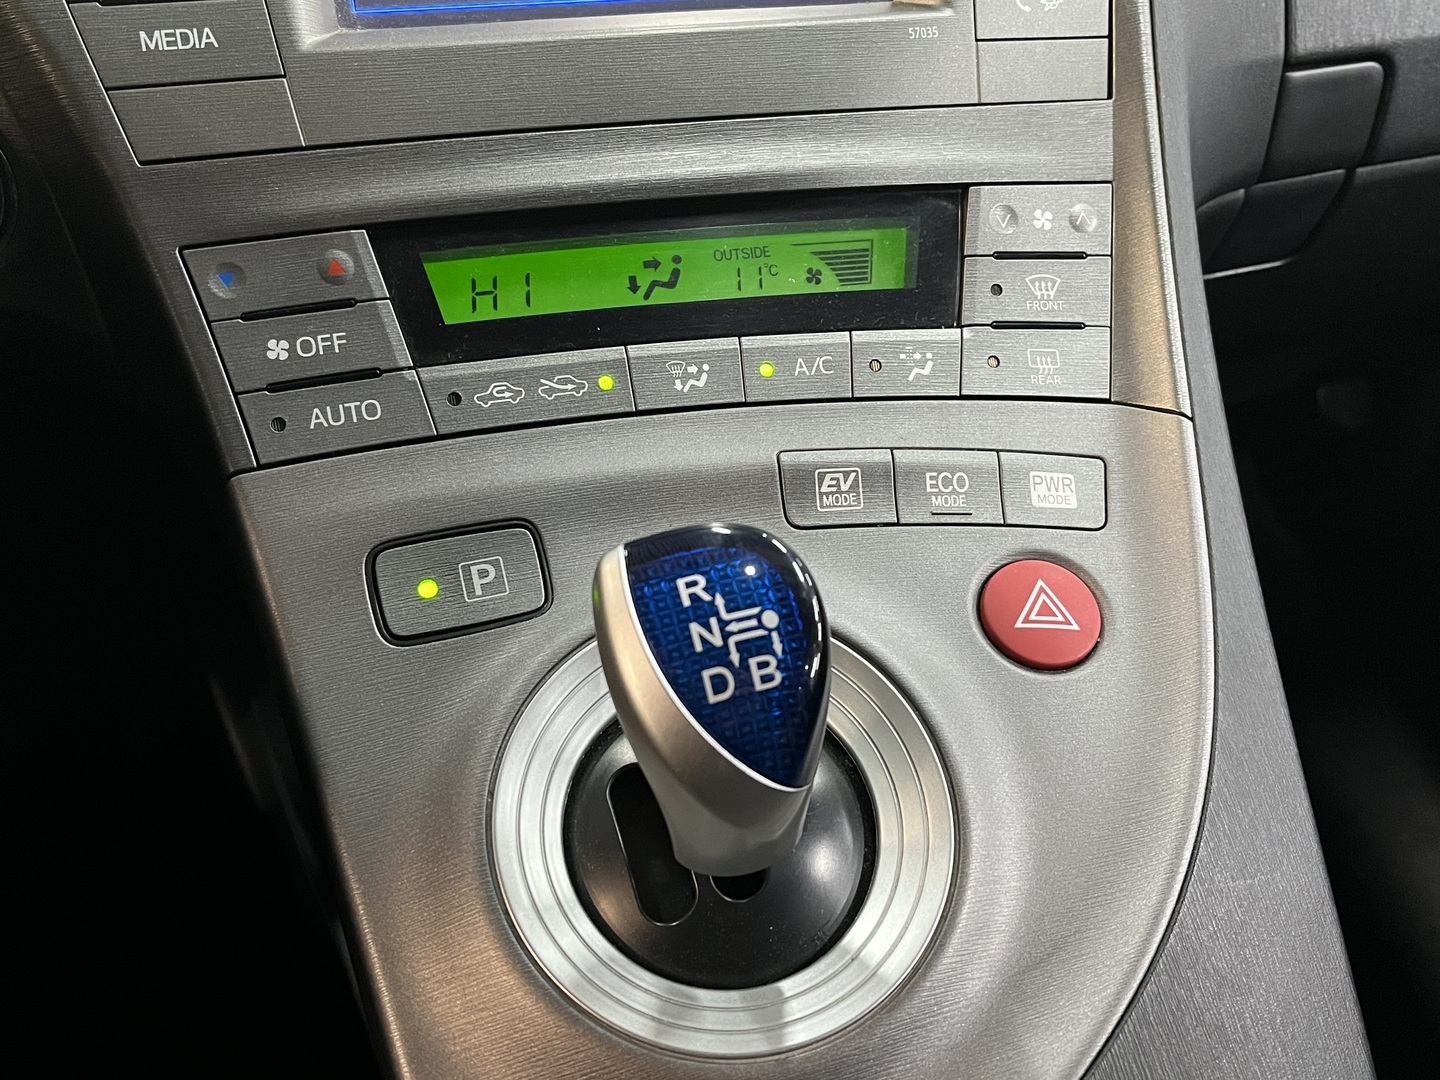 MEDIA
57035
HI
OUTSIDE
11°C
OFF
FRONT
A/C
REAR
AUTO
EV
MODE
ECO
MODE
PWR
MODE
P
R
N
D B